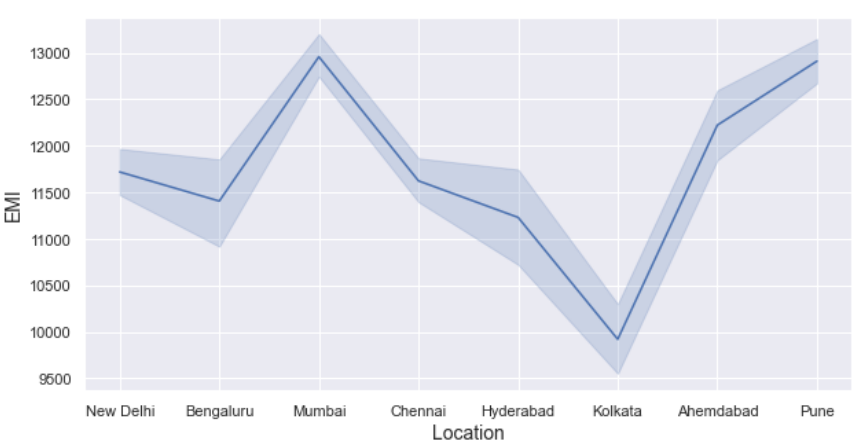 13000
12500
12000
11500
11000
10500
10000
9500
EMI
New Delhi Bengaluru Mumbai Chennai Hyderabad Kolkata Ahemdabad Pune
Location